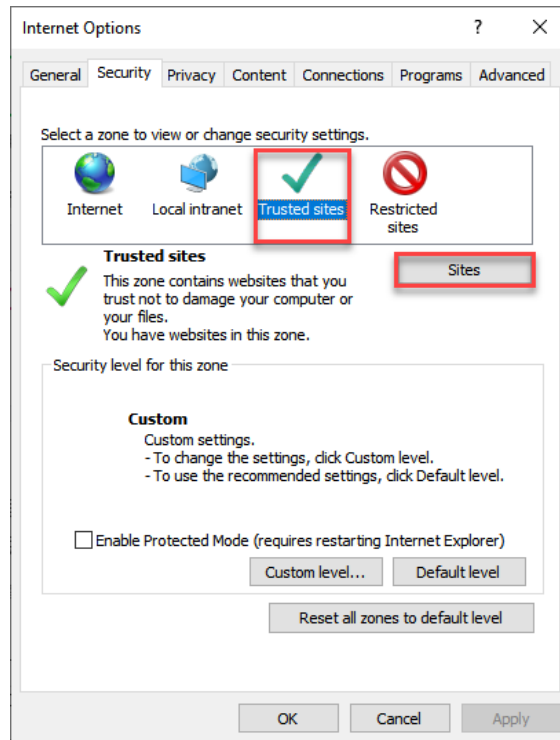 Internet Options
?
General Security Privacy Content Connections Programs Advanced
Select a zone to view or change security settings.
Internet Local intranet Trusted sites Restricted
sites
Trusted sites
Sites
This zone contains websites that you
trust not to damage your computer or
your files.
You have websites in this zone.
Security level for this zone
Custom
Custom settings.
- To change the settings, click Custom level.
- To use the recommended settings, click Default level.
Enable Protected Mode (requires restarting Internet Explorer)
Custom level... Default level
Reset all zones to default level
OK Cancel Apply